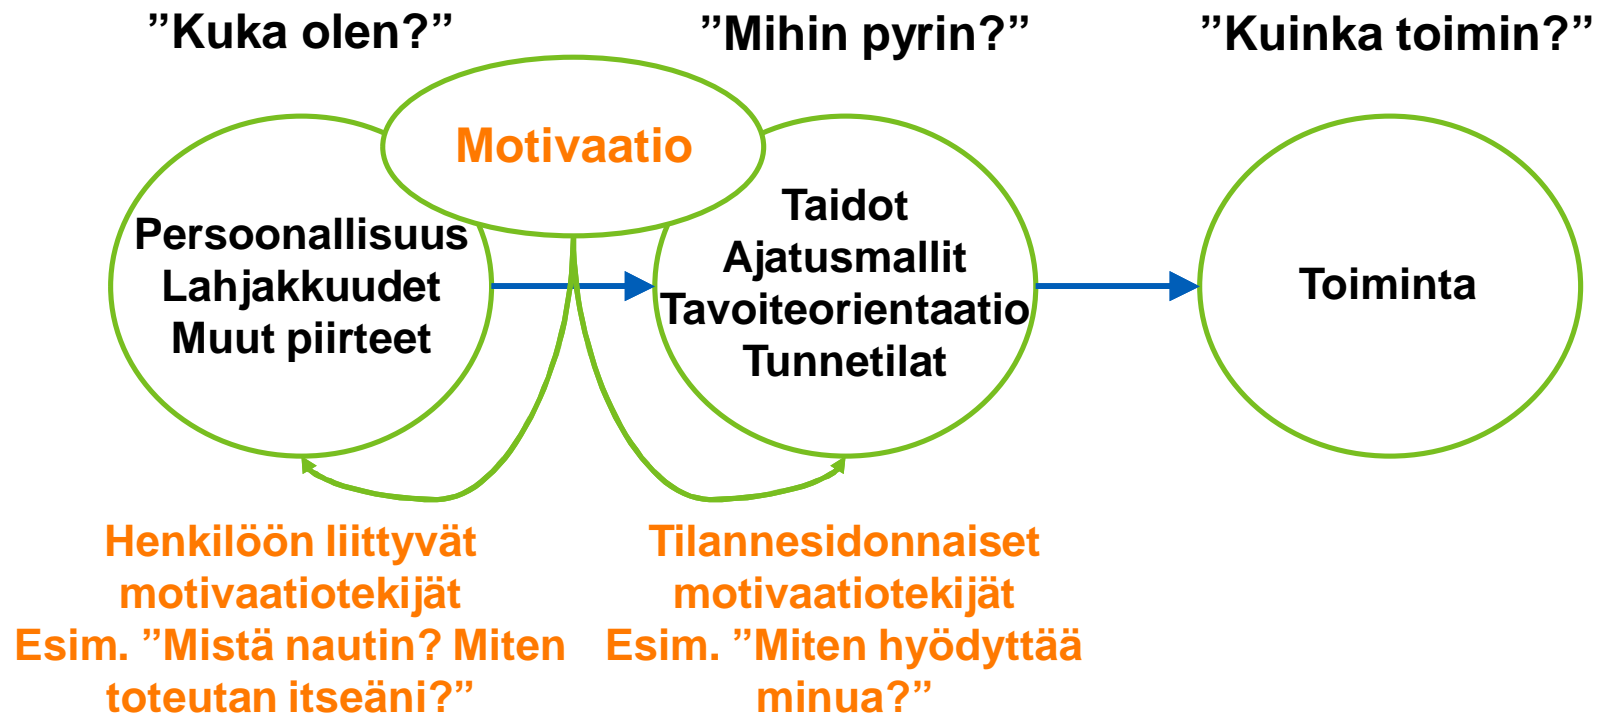 ”Kuka olen?”
”Mihin pyrin?”
”Kuinka toimin?”
Motivaatio
Persoonallisuus
Lahjakkuudet
Muut piirteet
Taidot
Ajatusmallit
Tavoiteorientaatio
Tunnetilat
Toiminta
Henkilöön liittyvät
motivaatiotekijät
Esim. ”Mistä nautin? Miten
toteutan itseäni?”
Tilannesidonnaiset
motivaatiotekijät
Esim. ”Miten hyödyttää
minua?”